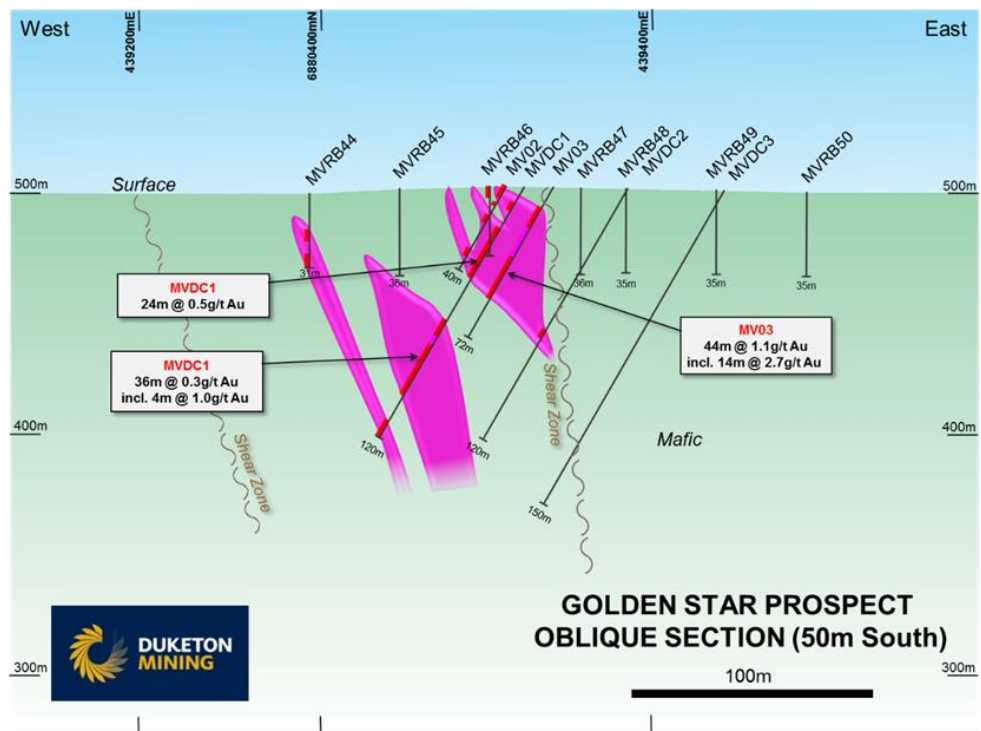 West
439200mE
6880400mN
439400mE
East
MVRB44
MVRB45
MVRB46
MV02
MVDC1
MV03
MVRB47
MVRB48
MVDC2
MVRB49
MVDC3
MVRB50
500m
Surface
500m
31m
36m
40m
36m
35m
35m
35m
MVDC1
24m @ 0.5g/t Au
72m
MV03
44m @ 1.1g/t Au
incl. 14m @ 2.7g/t Au
MVDC1
36m @ 0.3g/t Au
incl. 4m @ 1.0g/t Au
Shear Zone
400m
120m
120m
Mafic
400m
Shear Zone
150m
GOLDEN STAR PROSPECT
OBLIQUE SECTION (50m South)
DUKETON
MINING
100m
300m
300m